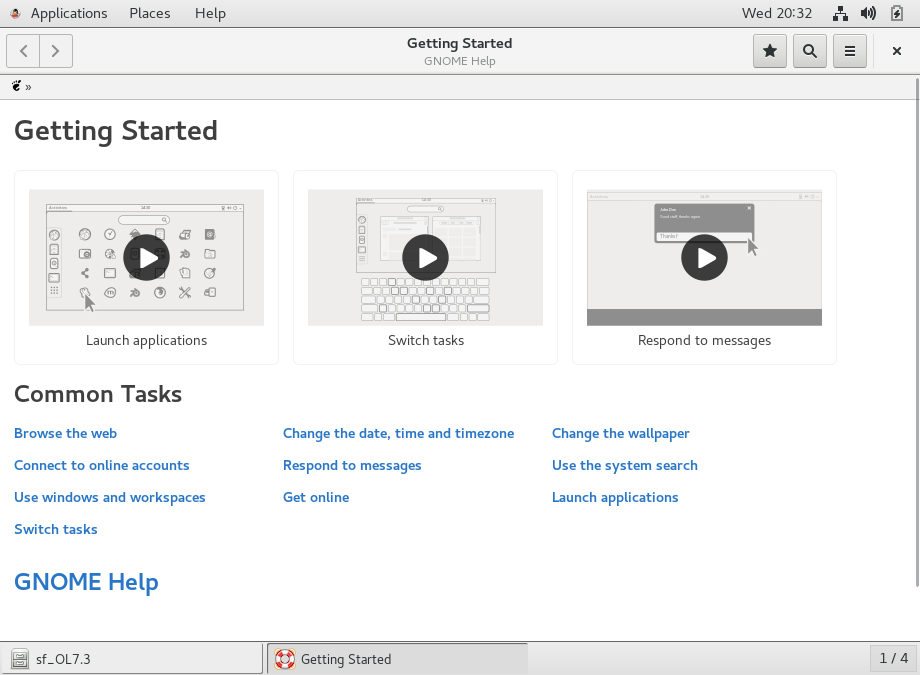 Applications Places Help Wed 20:32
Getting Started
GNOME Help
»
Getting Started
Launch applications Switch tasks Respond to messages
Common Tasks
Browse the web Change the date, time and timezone Change the wallpaper
Connect to online accounts Respond to messages Use the system search
Use windows and workspaces Get online Launch applications
Switch tasks
GNOME Help
sf_OL7.3 Getting Started 1 / 4